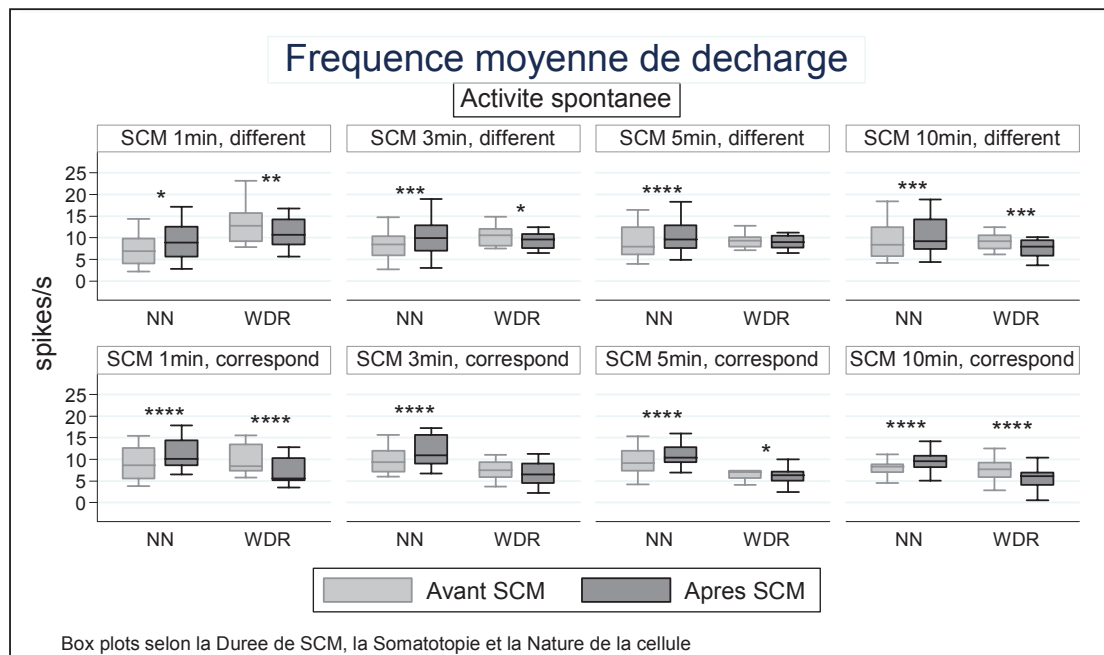 Frequence moyenne de decharge
Activite spontanee
SCM 1min, different
SCM 3min, different
SCM 5min, different
SCM 10min, different
25
20
15
10
5
0
*
**
***
*
****
***
***
NN
WDR
NN
WDR
NN
WDR
NN
WDR
spikes/s
SCM 1min, correspond
SCM 3min, correspond
SCM 5min, correspond
SCM 10min, correspond
25
20
15
10
5
0
****
****
****
****
*
****
****
NN
WDR
NN
WDR
NN
WDR
NN
WDR
Avant SCM
Apres SCM
Box plots selon la Duree de SCM, la Somatotopie et la Nature de la cellule